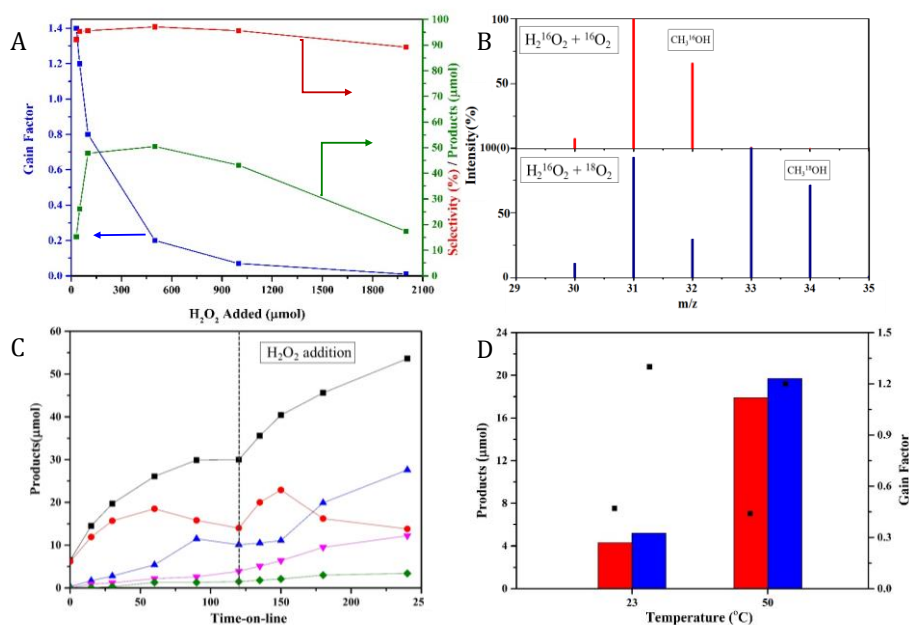 A
1.4
1.2
1.0
0.8
0.6
0.4
0.2
0.0
Gain Factor
100
90
80
70
60
50
40
30
20
10
0
Selectivity (%) / Products (µmol)
0 300 600 900 1200 1500 1800 2100
H₂O₂ Added (µmol)
B
100
50
100(0)
50
0
Intensity(%)
H₂¹⁶O₂ + ¹⁶O₂
CH₃¹⁶OH
H₂¹⁶O₂ + ¹⁸O₂
CH₃¹⁸OH
29 30 31 32 33 34 35
m/z
C
60
50
40
30
20
10
0
Products(µmol)
H₂O₂ addition
0 50 100 150 200 25
Time-on-line
D
24
20
16
12
8
4
0
Products (µmol)
1.5
1.2
0.9
0.6
0.3
0.0
Gain Factor
23 50
Temperature (°C)